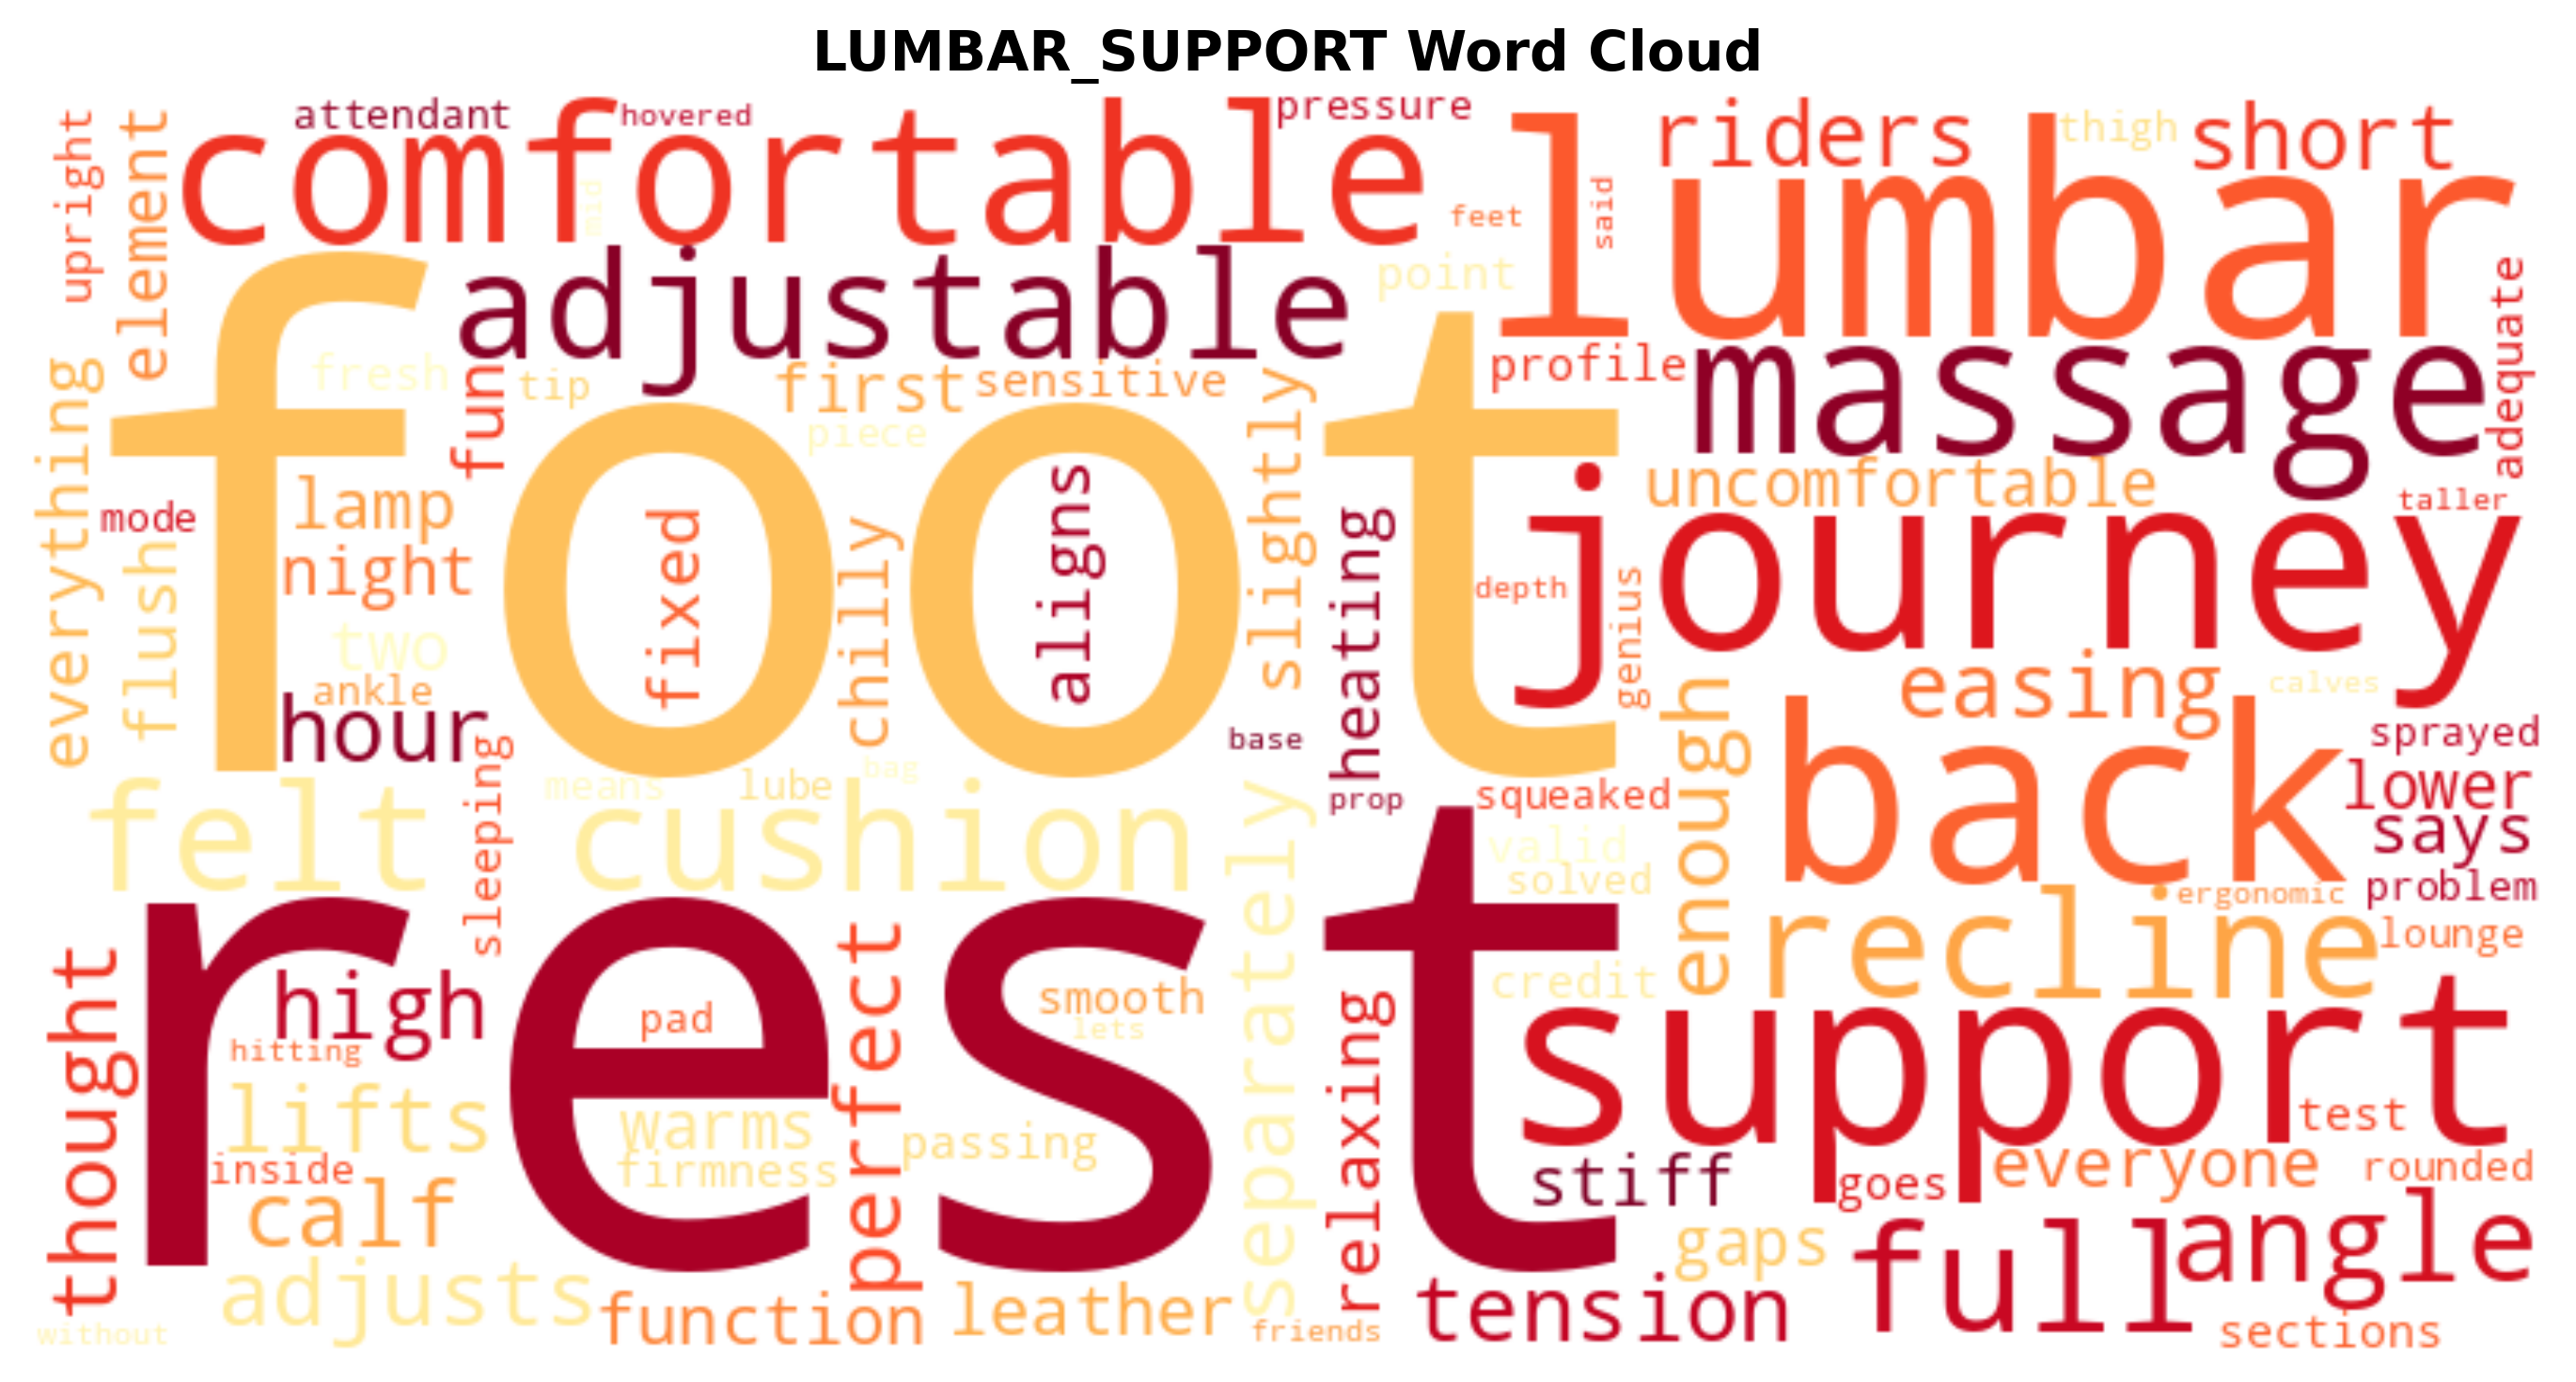 LUMBAR_SUPPORT Word Cloud
attendant
hovered
pressure
comfortable
riders
thigh
short
upright
element
mid
feet
said
lumbar
adjustable
point
adequate
foot
fresh
fun
tip
first
sensitive
piece
profile
massage
everything
slightly
uncomfortable
taller
mode
lamp
night
flush
fixed
chilly
aligns
heating
journey
depth
genius
two
ankle
hour
easing
calves
enough
back
base
sprayed
lower
says
problem
felt
sleeping
means
lube
bag
cushion
separately
prop
squeaked
valid
solved
ergonomic
recline
lounge
rest
thought
high
pad
perfect
smooth
lets
relaxing
credit
support
hitting
lifts
warms
firmness
passing
test
inside
calf
stiff
goes
everyone
rounded
gaps
full
angle
adjusts
function
leather
friends
tension
sections
without